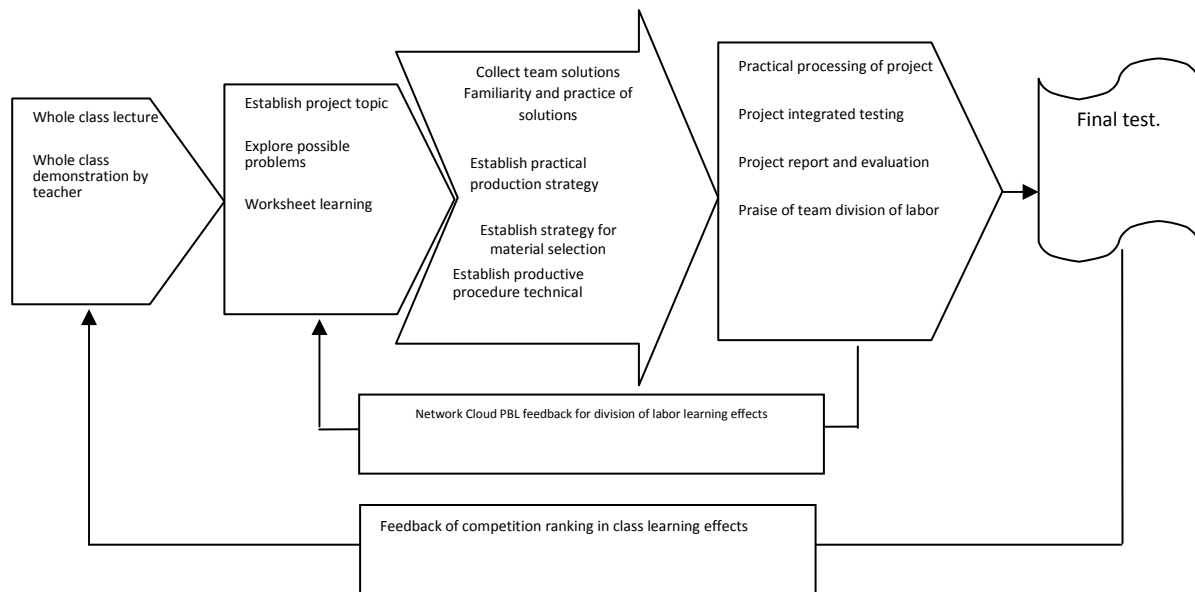 Whole class lecture
Whole class
demonstration by
teacher
Establish project topic
Explore possible
problems
Worksheet learning
Collect team solutions
Familiarity and practice of
solutions
Establish practical
production strategy
Establish strategy for
material selection
Establish productive
procedure technical
Practical processing of project
Project integrated testing
Project report and evaluation
Praise of team division of labor
Final test.
Network Cloud PBL feedback for division of labor learning effects
Feedback of competition ranking in class learning effects